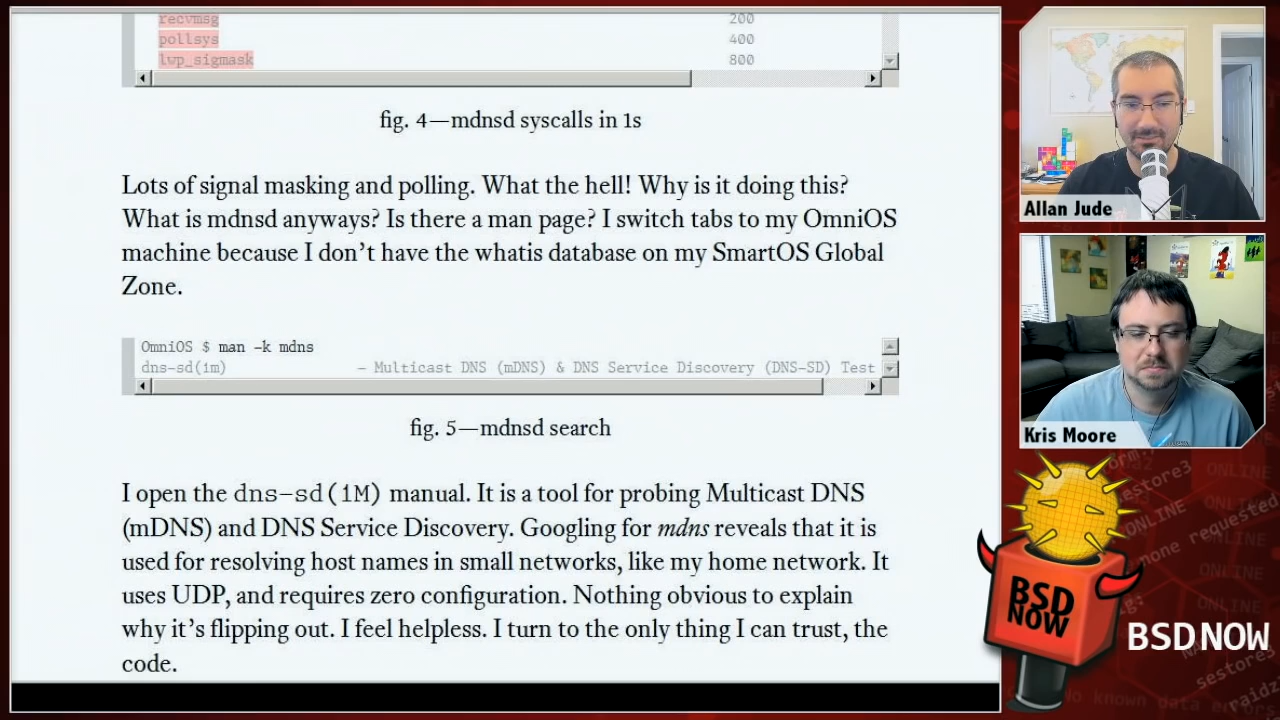 recvmsg 200
pollsys 400
lwp_sigmask 800
fig. 4—mdnsd syscalls in 1s
Lots of signal masking and polling. What the hell! Why is it doing this?
What is mdnsd anyways? Is there a man page? I switch tabs to my OmniOS
machine because I don't have the whatis database on my SmartOS Global
Zone.
OmniOS $ man -k mdns
dns-sd(1m) - Multicast DNS (mDNS) & DNS Service Discovery (DNS-SD) Test
fig. 5—mdnsd search
I open the dns-sd(1M) manual. It is a tool for probing Multicast DNS
(mDNS) and DNS Service Discovery. Googling for mdns reveals that it is
used for resolving host names in small networks, like my home network. It
uses UDP, and requires zero configuration. Nothing obvious to explain
why it's flipping out. I feel helpless. I turn to the only thing I can trust, the
code.
Allan Jude
Kris Moore
BSD
NOW
BSD NOW